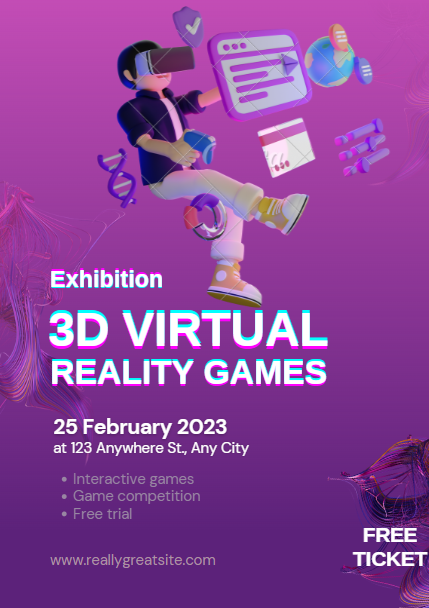 Exhibition
3D VIRTUAL
REALITY GAMES
25 February 2023
at 123 Anywhere St., Any City
• Interactive games
• Game competition
• Free trial
www.reallygreatsite.com
FREE
TICKET